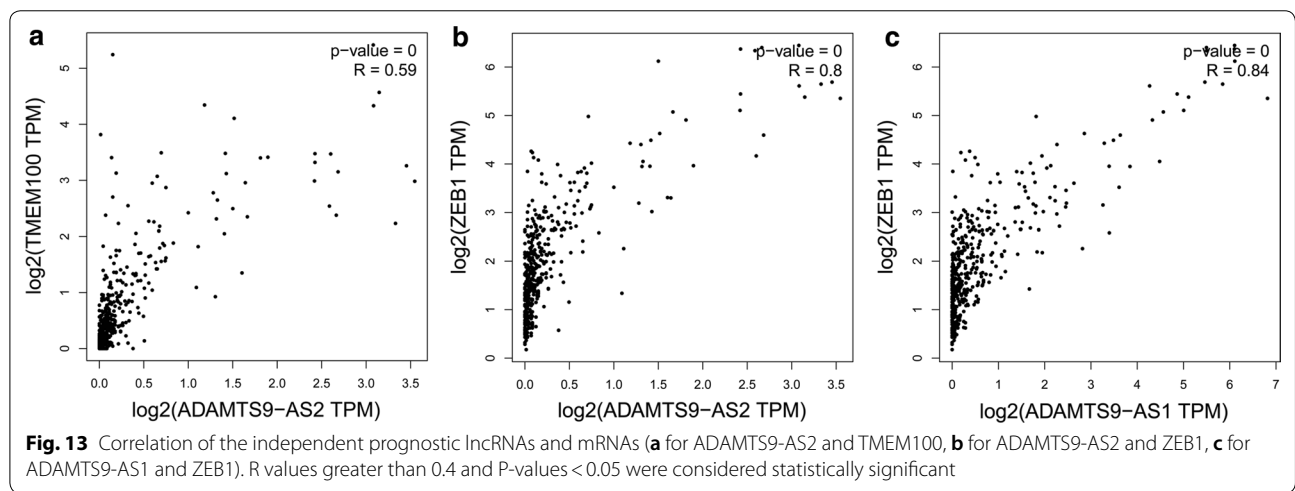 a
p-value = 0
R = 0.59
log2(TMEM100 TPM)
5
4
3
2
1
0
0.0 0.5 1.0 1.5 2.0 2.5 3.0 3.5
log2(ADAMTS9-AS2 TPM)
b
p-value = 0
R = 0.8
log2(ZEB1 TPM)
6
5
4
3
2
1
0
0.0 0.5 1.0 1.5 2.0 2.5 3.0 3.5
log2(ADAMTS9-AS2 TPM)
c
p-value = 0
R = 0.84
log2(ZEB1 TPM)
6
5
4
3
2
1
0
0 1 2 3 4 5 6 7
log2(ADAMTS9-AS1 TPM)
Fig. 13 Correlation of the independent prognostic lncRNAs and mRNAs (a for ADAMTS9-AS2 and TMEM100, b for ADAMTS9-AS2 and ZEB1, c for
ADAMTS9-AS1 and ZEB1). R values greater than 0.4 and P-values < 0.05 were considered statistically significant